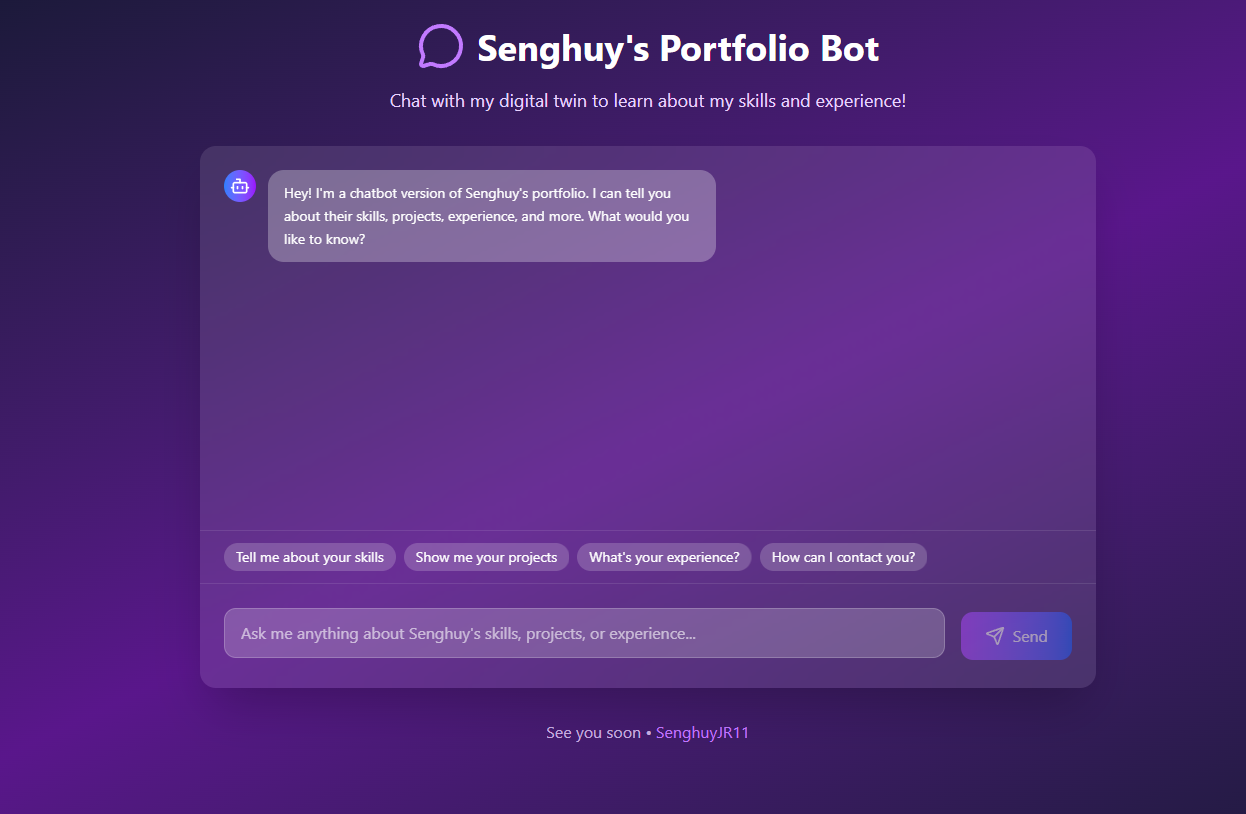 Senghuy's Portfolio Bot
Chat with my digital twin to learn about my skills and experience!
Hey! I'm a chatbot version of Senghuy's portfolio. I can tell you
about their skills, projects, experience, and more. What would you
like to know?
Tell me about your skills
Show me your projects
What's your experience?
How can I contact you?
Ask me anything about Senghuy's skills, projects, or experience...
Send
See you soon • SenghuyJR11